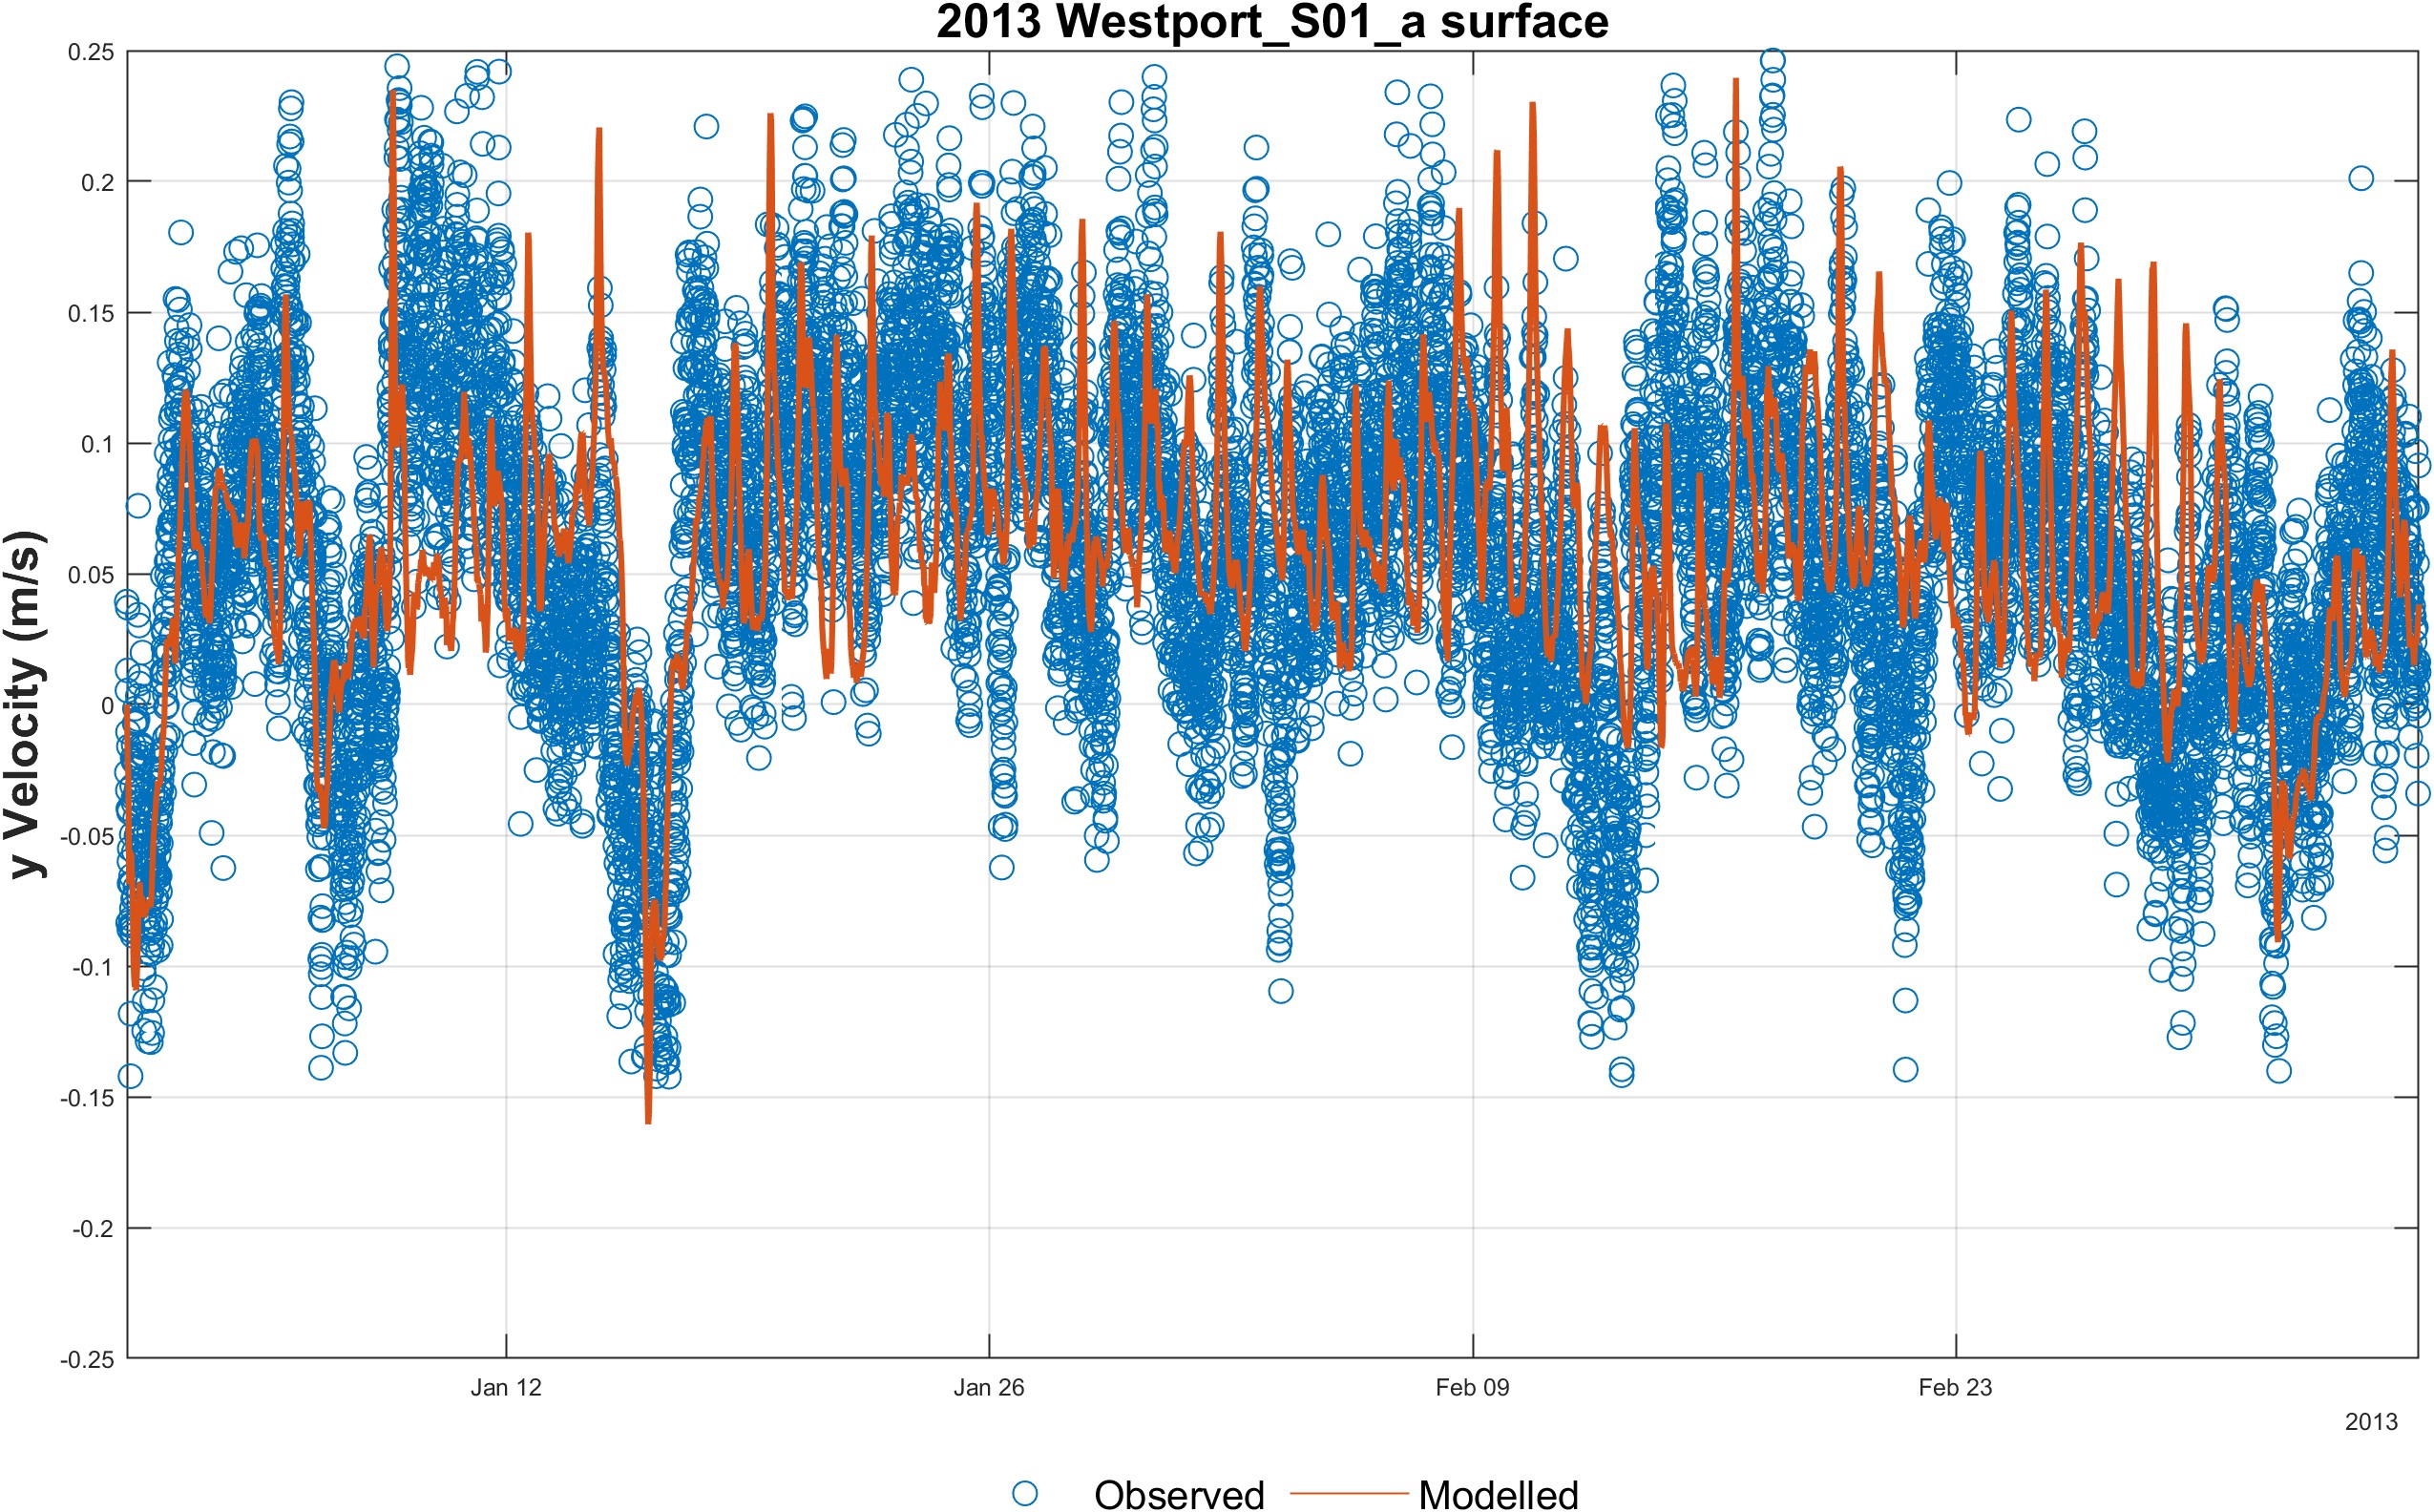 2013 Westport_S01_a surface
y Velocity (m/s)
0.25
0.2
0.15
0.1
0.05
0
-0.05
-0.1
-0.15
-0.2
-0.25
Jan 12
Jan 26
Feb 09
Feb 23
2013
Observed
Modelled